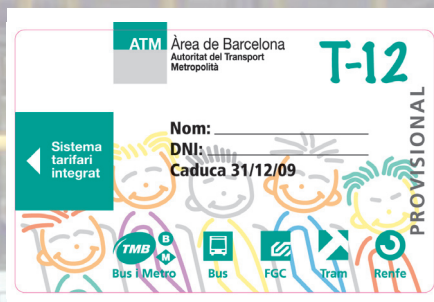 ATM Àrea de Barcelona
Autoritat del Transport
Metropolità
T-12
Sistema
tarifari
integrat
Nom:
DNI:
Caduca 31/12/09
PROVISIONAL
TMB B M
Bus i Metro Bus FGC Tram Renfe